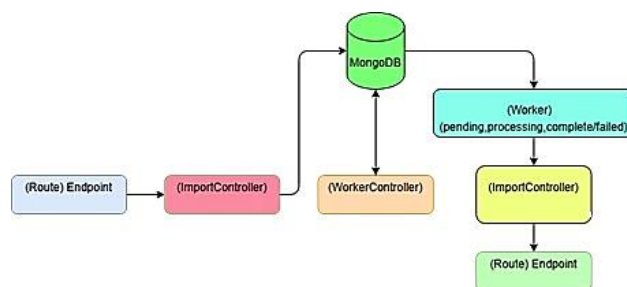 MongoDB
(Worker)
(pending,processing,complete/failed)
(Route) Endpoint
(ImportController)
(WorkerController)
(ImportController)
(Route) Endpoint